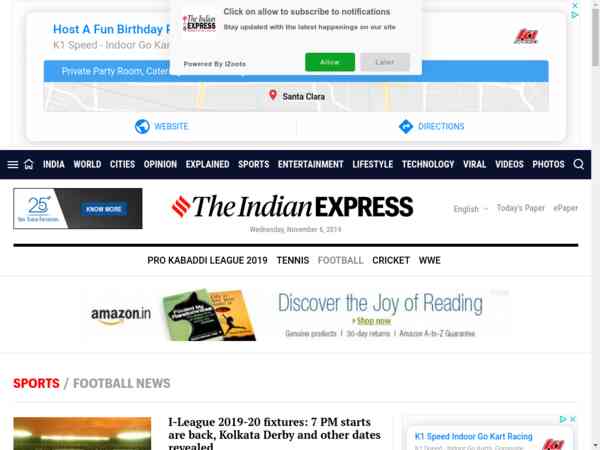 Host A Fun Birthday
K1 Speed - Indoor Go Kar
Private Party Room, Cater
Click on allow to subscribe to notifications
Stay updated with the latest happenings on our site
The Indian
EXPRESS
Powered By iZooto
Allow
Later
Santa Clara
WEBSITE
DIRECTIONS
INDIA WORLD CITIES OPINION EXPLAINED SPORTS ENTERTAINMENT LIFESTYLE TECHNOLOGY VIRAL VIDEOS PHOTOS
25
KNOW MORE
The Indian EXPRESS
English
Today's Paper
ePaper
Wednesday, November 6, 2019
PRO KABADDI LEAGUE 2019 TENNIS FOOTBALL CRICKET WWE
amazon.in
Discover the Joy of Reading
Shop now
Genuine products | 30-day returns | Amazon A-to-Z Guarantee
SPORTS / FOOTBALL NEWS
I-League 2019-20 fixtures: 7 PM starts
are back, Kolkata Derby and other dates
revealed
K1 Speed Indoor Go Kart Racing
K1 Speed - Indoor Karts, Corporate